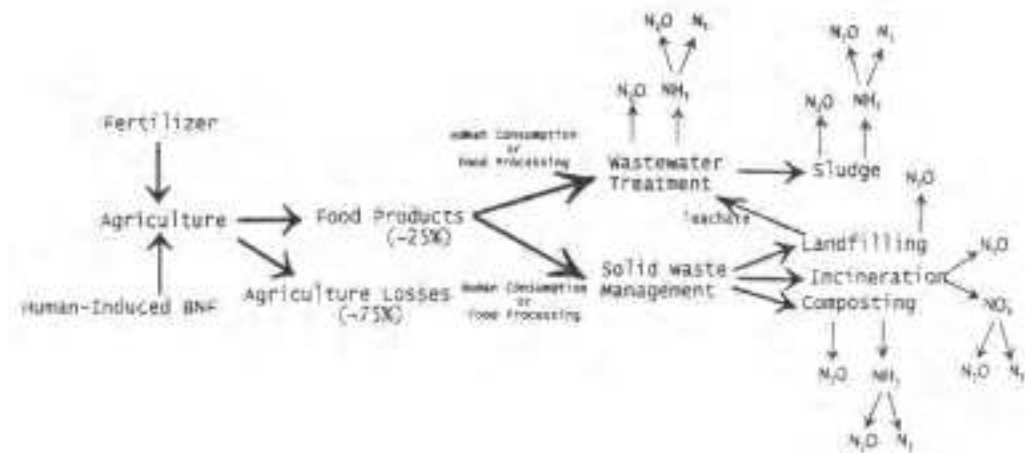 N₂O N₂
N₂O N₂
N₂O NH₃
N₂O NH₃
Fertilizer
Human Consumption
or
Food Processing
Wastewater
Treatment
Sludge
N₂O
Agriculture
Food Products
(~25%)
leachate
Landfilling
N₂O
Solid Waste
Management
Incineration
Agriculture Losses
(~75%)
Human Consumption
or
Food Processing
Composting
Human-Induced BNF
NOₓ
N₂O NH₃
N₂O N₂
N₂O N₂